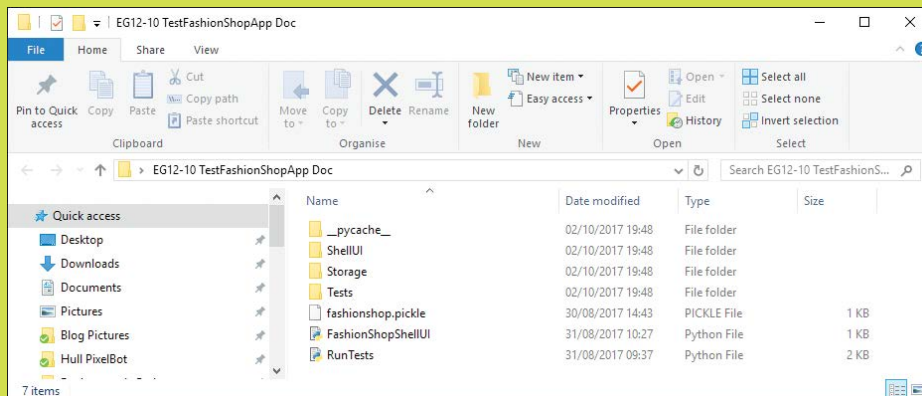 EG12-10 TestFashionShopApp Doc
File Home Share View
Pin to Quick access
Copy
Paste
Cut
Copy path
Paste shortcut
Clipboard
Move to
Copy to
Delete
Rename
Organise
New folder
New item
Easy access
New
Properties
Open
Edit
History
Open
Select all
Select none
Invert selection
Select
EG12-10 TestFashionShopApp Doc
Search EG12-10 TestFashionS...
Quick access
Desktop
Downloads
Documents
Pictures
Blog Pictures
Hull PixelBot
Name Date modified Type Size
__pycache__ 02/10/2017 19:48 File folder
ShellUI 02/10/2017 19:48 File folder
Storage 02/10/2017 19:48 File folder
Tests 02/10/2017 19:48 File folder
fashionshop.pickle 30/08/2017 14:43 PICKLE File 1 KB
FashionShopShellUI 31/08/2017 10:27 Python File 1 KB
RunTests 31/08/2017 09:37 Python File 2 KB
7 items